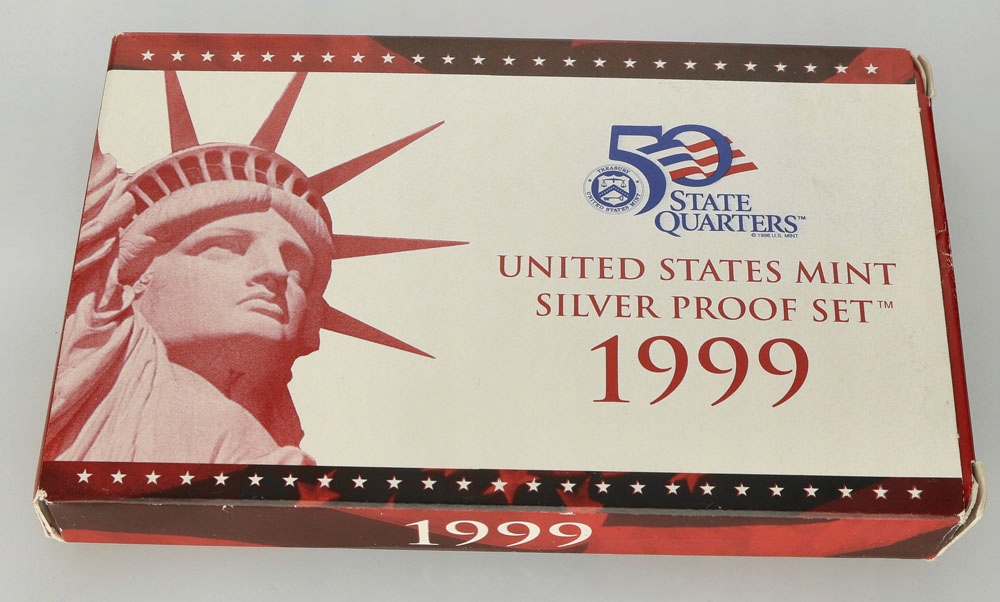 50
TREASURY
UNITED STATES MINT
STATE
QUARTERS™
© 1998 U.S. MINT
UNITED STATES MINT
SILVER PROOF SET™
1999
1999